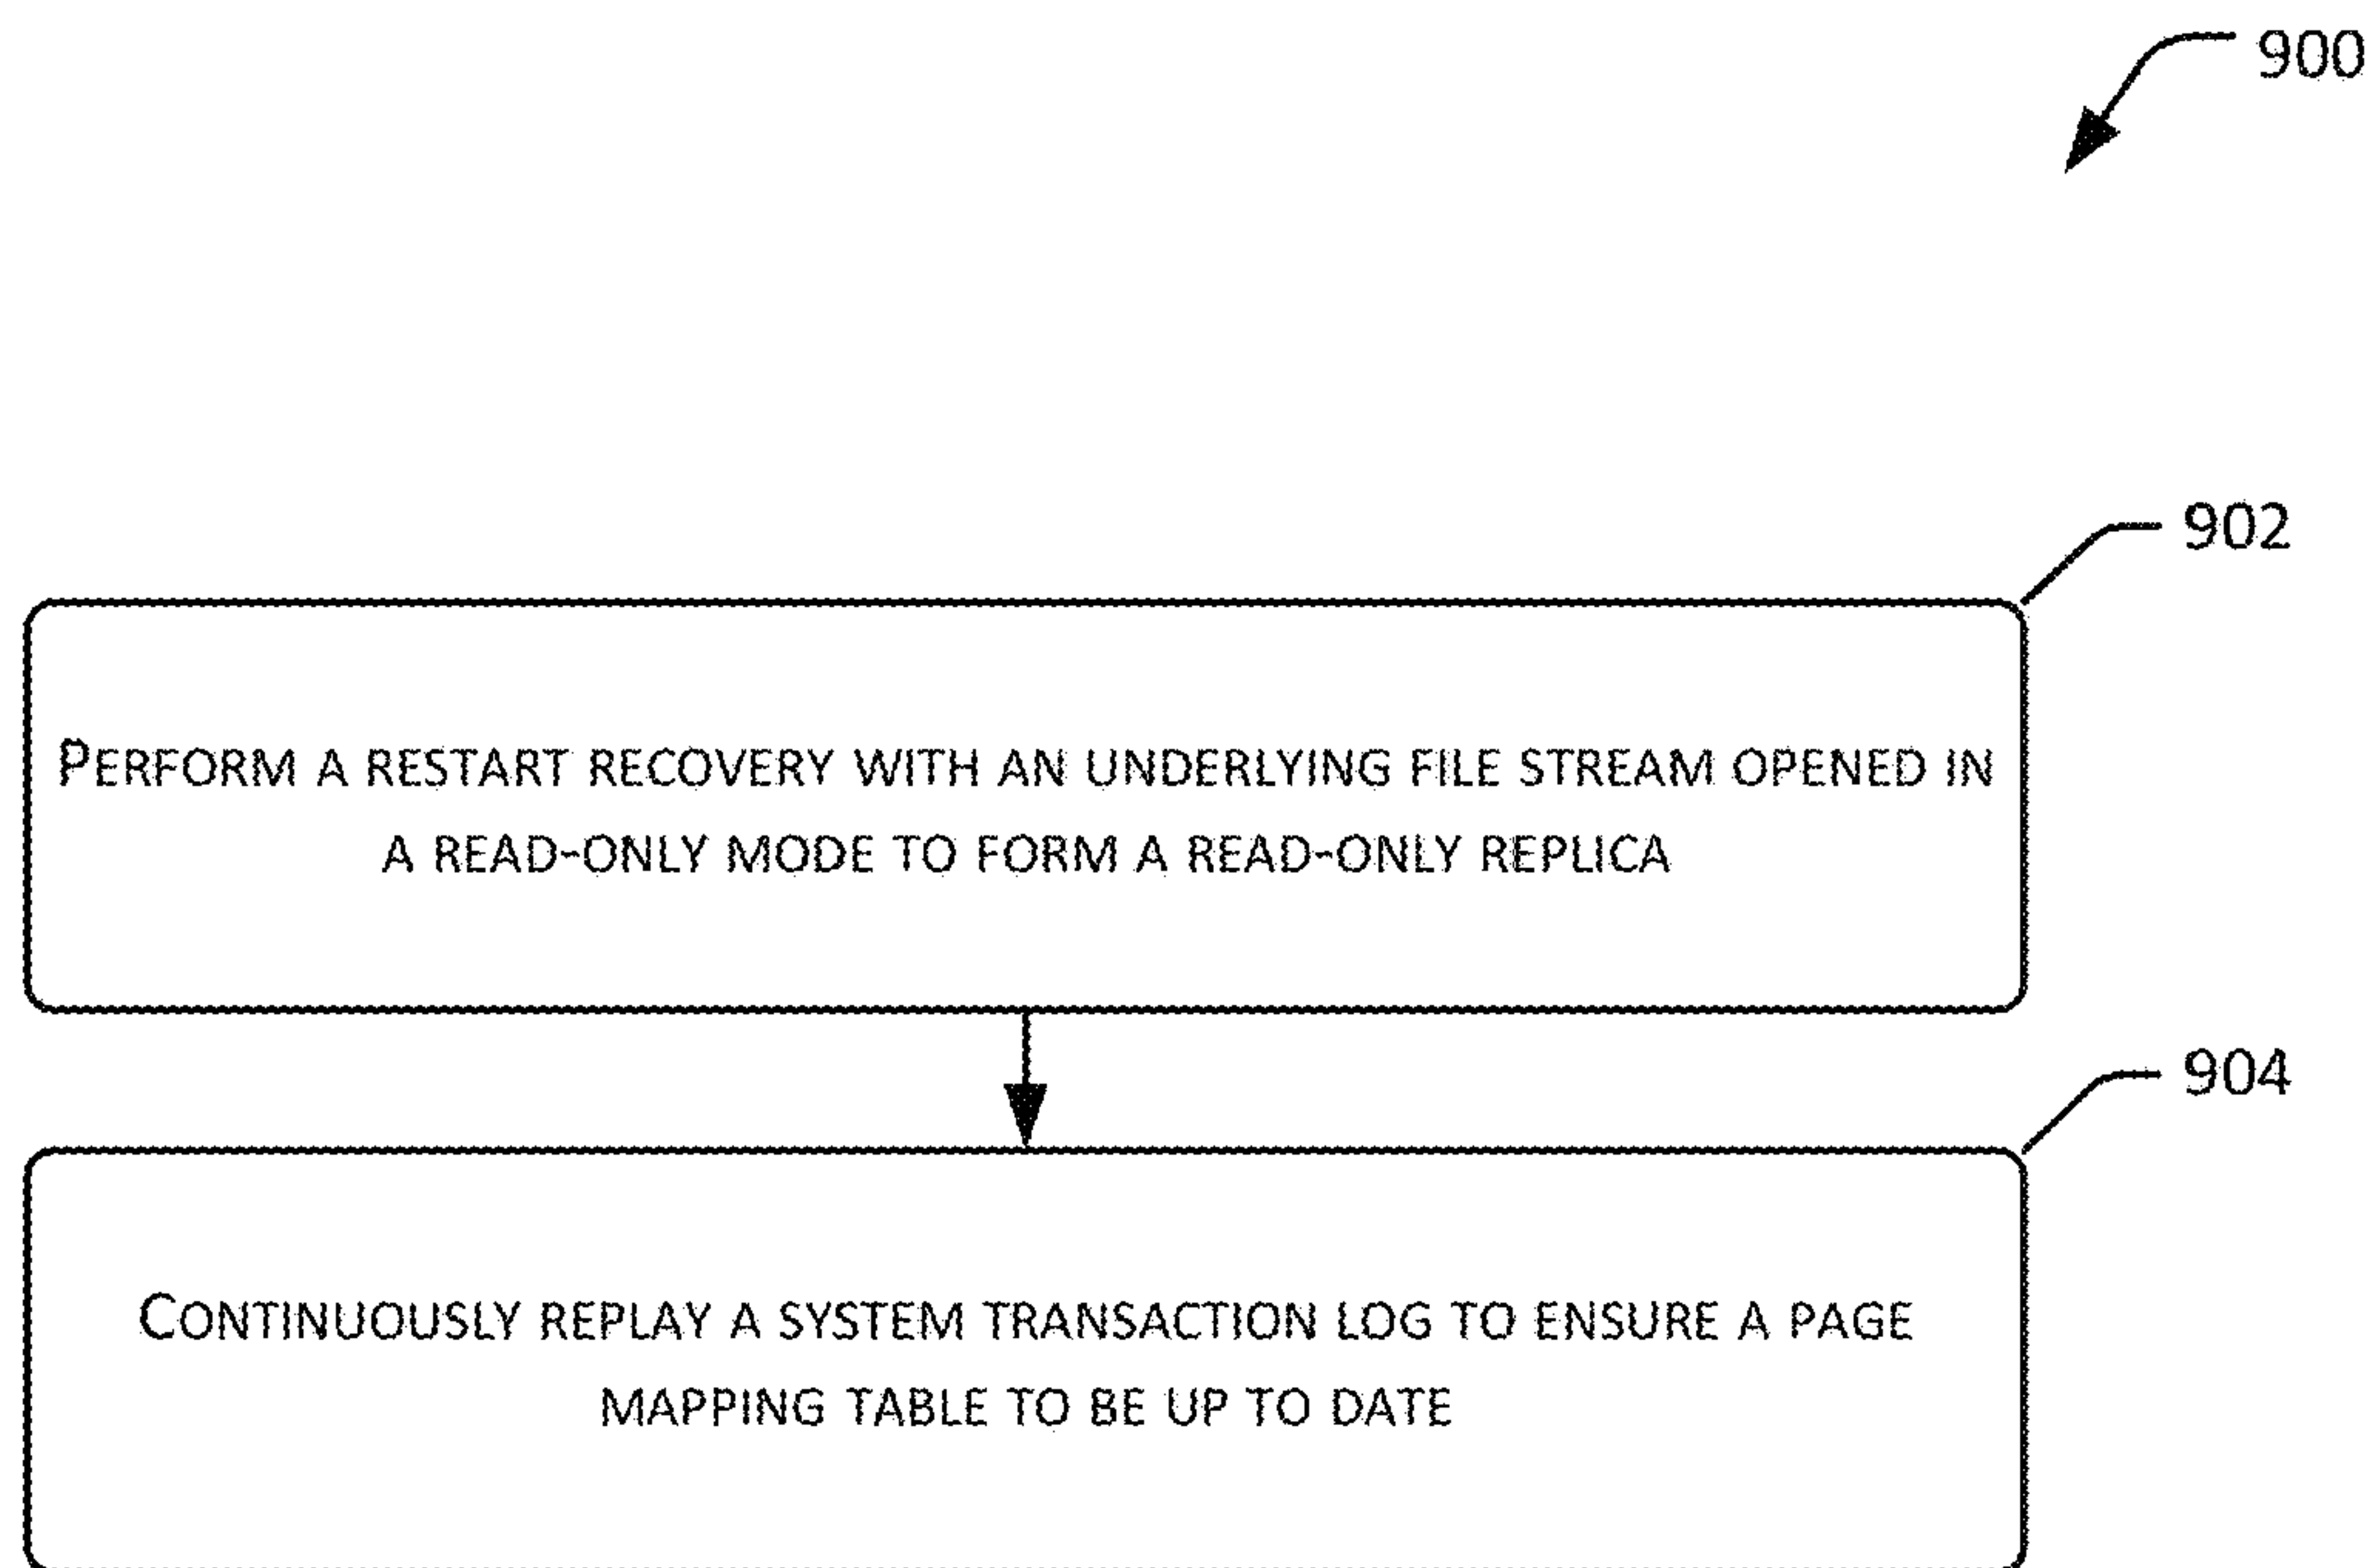 900
902
PERFORM A RESTART RECOVERY WITH AN UNDERLYING FILE STREAM OPENED IN
A READ-ONLY MODE TO FORM A READ-ONLY REPLICA
904
CONTINUOUSLY REPLAY A SYSTEM TRANSACTION LOG TO ENSURE A PAGE
MAPPING TABLE TO BE UP TO DATE